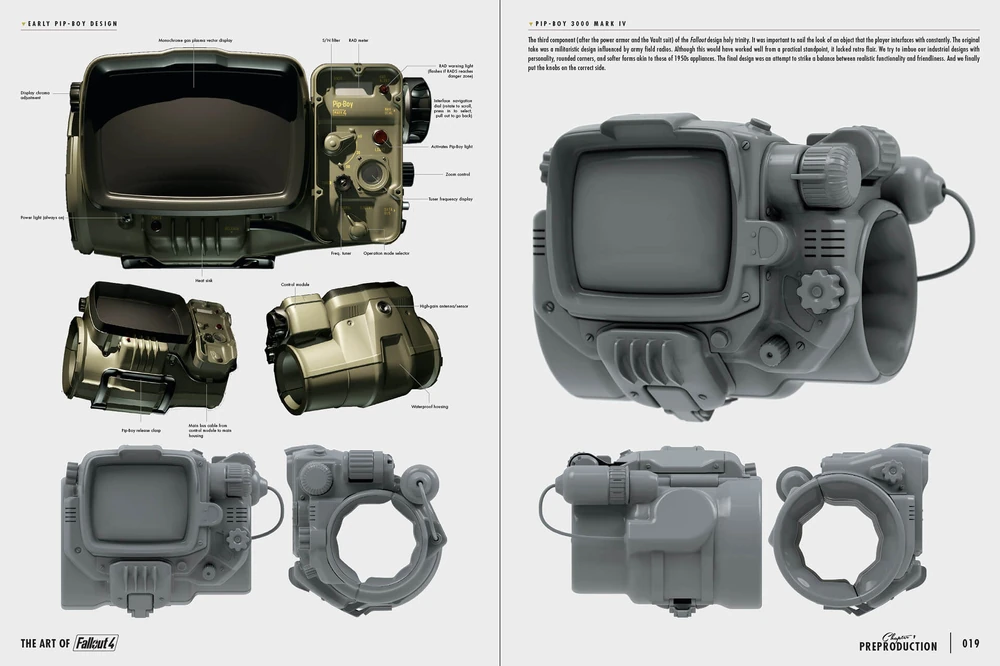 EARLY PIP-BOY DESIGN
Monochrome gas plasma vector display
S/N filter
RAD meter
RAD warning light
(flashes if RADS reaches
danger zone)
Display chroma
adjustment
Interface navigation
dial (rotate to scroll,
press in to select,
pull out to go back)
Pip-Boy
Activates Pip-Boy light
Zoom control
Tuner frequency display
Power light (always on)
Freq. tuner
Operation mode selector
Heat sink
Control module
High-gain antenna/sensor
Waterproof housing
Pip-Boy release clasp
Main box cable from
control module to main
housing
THE ART OF Fallout 4
PIP-BOY 3000 MARK IV
The third component (after the power armor and the Vault suit) of the Fallout design holy trinity. It was important to nail the look of an object that the player interfaces with constantly. The original
take was a militaristic design influenced by army field radios. Although this would have worked well from a practical standpoint, it lacked retro flair. We try to imbue our industrial designs with
personality, rounded corners, and softer forms akin to those of 1950s appliances. The final design was an attempt to strike a balance between realistic functionality and friendliness. And we finally
put the knobs on the correct side.
Chapter 1
PREPRODUCTION
019